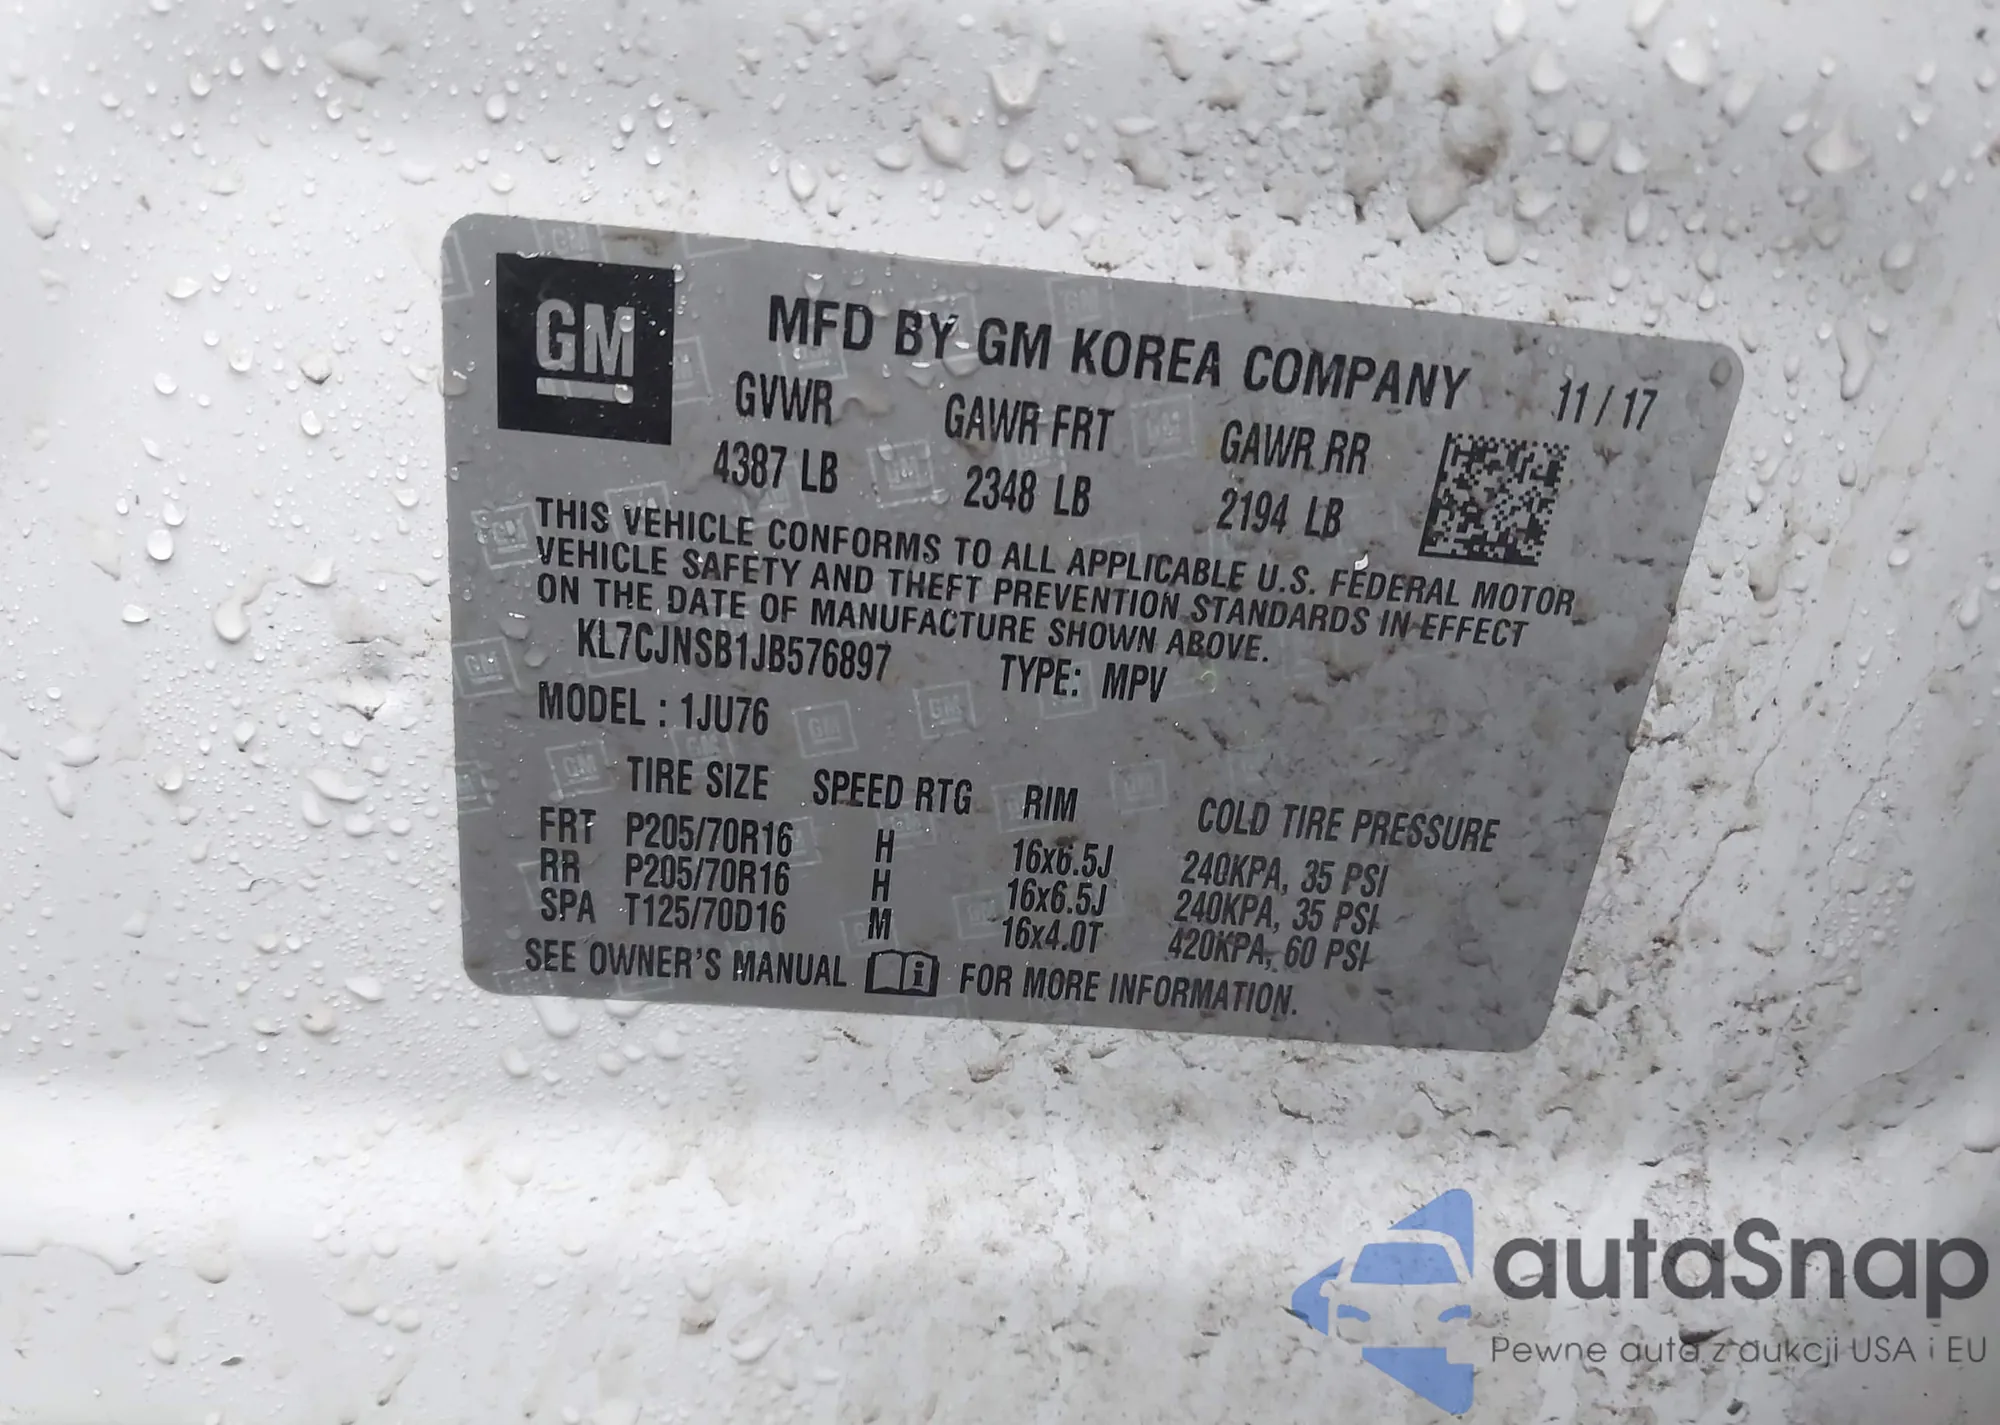 GM
MFD BY GM KOREA COMPANY 11 / 17
GVWR GAWR FRT GAWR RR
4387 LB 2348 LB 2194 LB
THIS VEHICLE CONFORMS TO ALL APPLICABLE U.S. FEDERAL MOTOR
VEHICLE SAFETY AND THEFT PREVENTION STANDARDS IN EFFECT
ON THE DATE OF MANUFACTURE SHOWN ABOVE.
KL7CJNSB1JB576897 TYPE: MPV
MODEL : 1JU76
TIRE SIZE SPEED RTG RIM COLD TIRE PRESSURE
FRT P205/70R16 H 16x6.5J 240KPA, 35 PSI
RR P205/70R16 H 16x6.5J 240KPA, 35 PSI
SPA T125/70D16 M 16x4.0T 420KPA, 60 PSI
SEE OWNER'S MANUAL FOR MORE INFORMATION.
autaSnap
Pewne auta z aukcji USA i EU